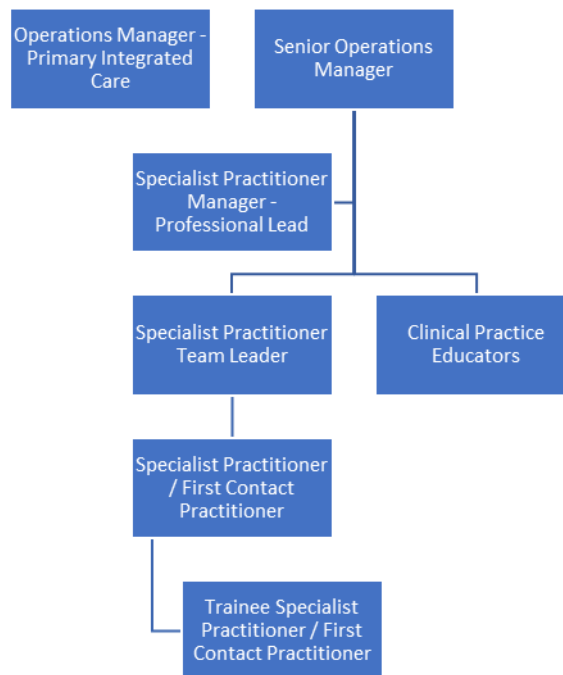 Operations Manager -
Primary Integrated
Care
Senior Operations
Manager
Specialist Practitioner
Manager -
Professional Lead
Specialist Practitioner
Team Leader
Clinical Practice
Educators
Specialist Practitioner
/ First Contact
Practitioner
Trainee Specialist
Practitioner / First
Contact Practitioner